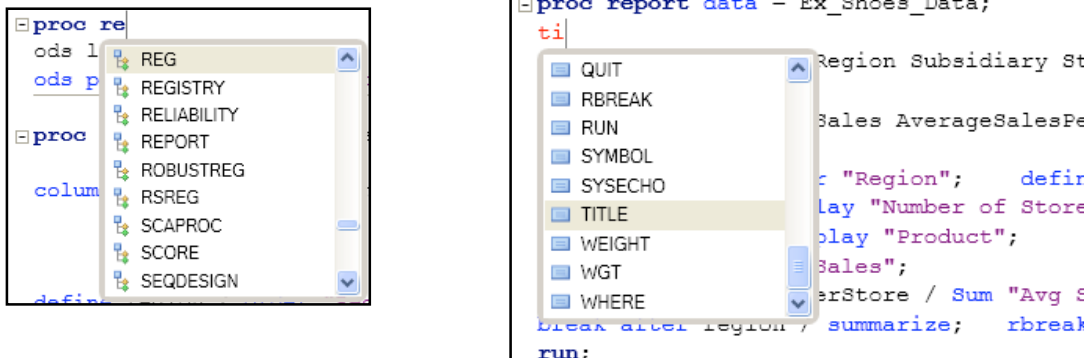 proc re
ods l
REG
ods p
REGISTRY
RELIABILITY
proc
REPORT
ROBUSTREG
colum
RSREG
SCAPROC
SCORE
SEQDESIGN
proc report data = Ex_Shoes_Data;
ti
QUIT
Region Subsidiary St
RBREAK
RUN
Sales AverageSalesPe
SYMBOL
SYSECHO
r "Region"; defin
TITLE
lay "Number of Store
WEIGHT
play "Product";
WGT
Sales";
WHERE
erStore / Sum "Avg S
break after region / summarize; rbreak
run;